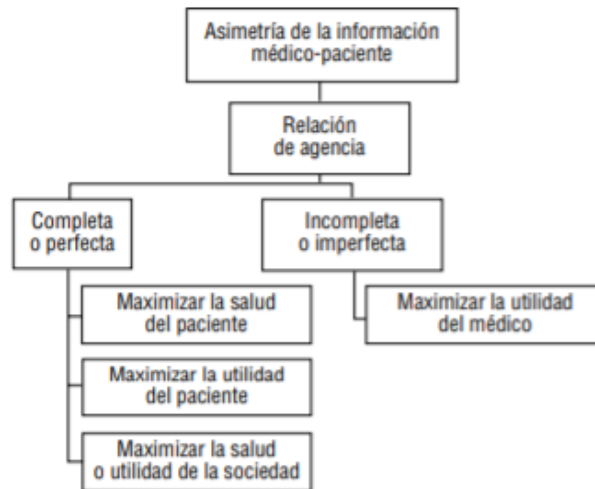 Asimetría de la información
médico-paciente
Relación
de agencia
Completa
o perfecta
Incompleta
o imperfecta
Maximizar la salud
del paciente
Maximizar la utilidad
del médico
Maximizar la utilidad
del paciente
Maximizar la salud
o utilidad de la sociedad